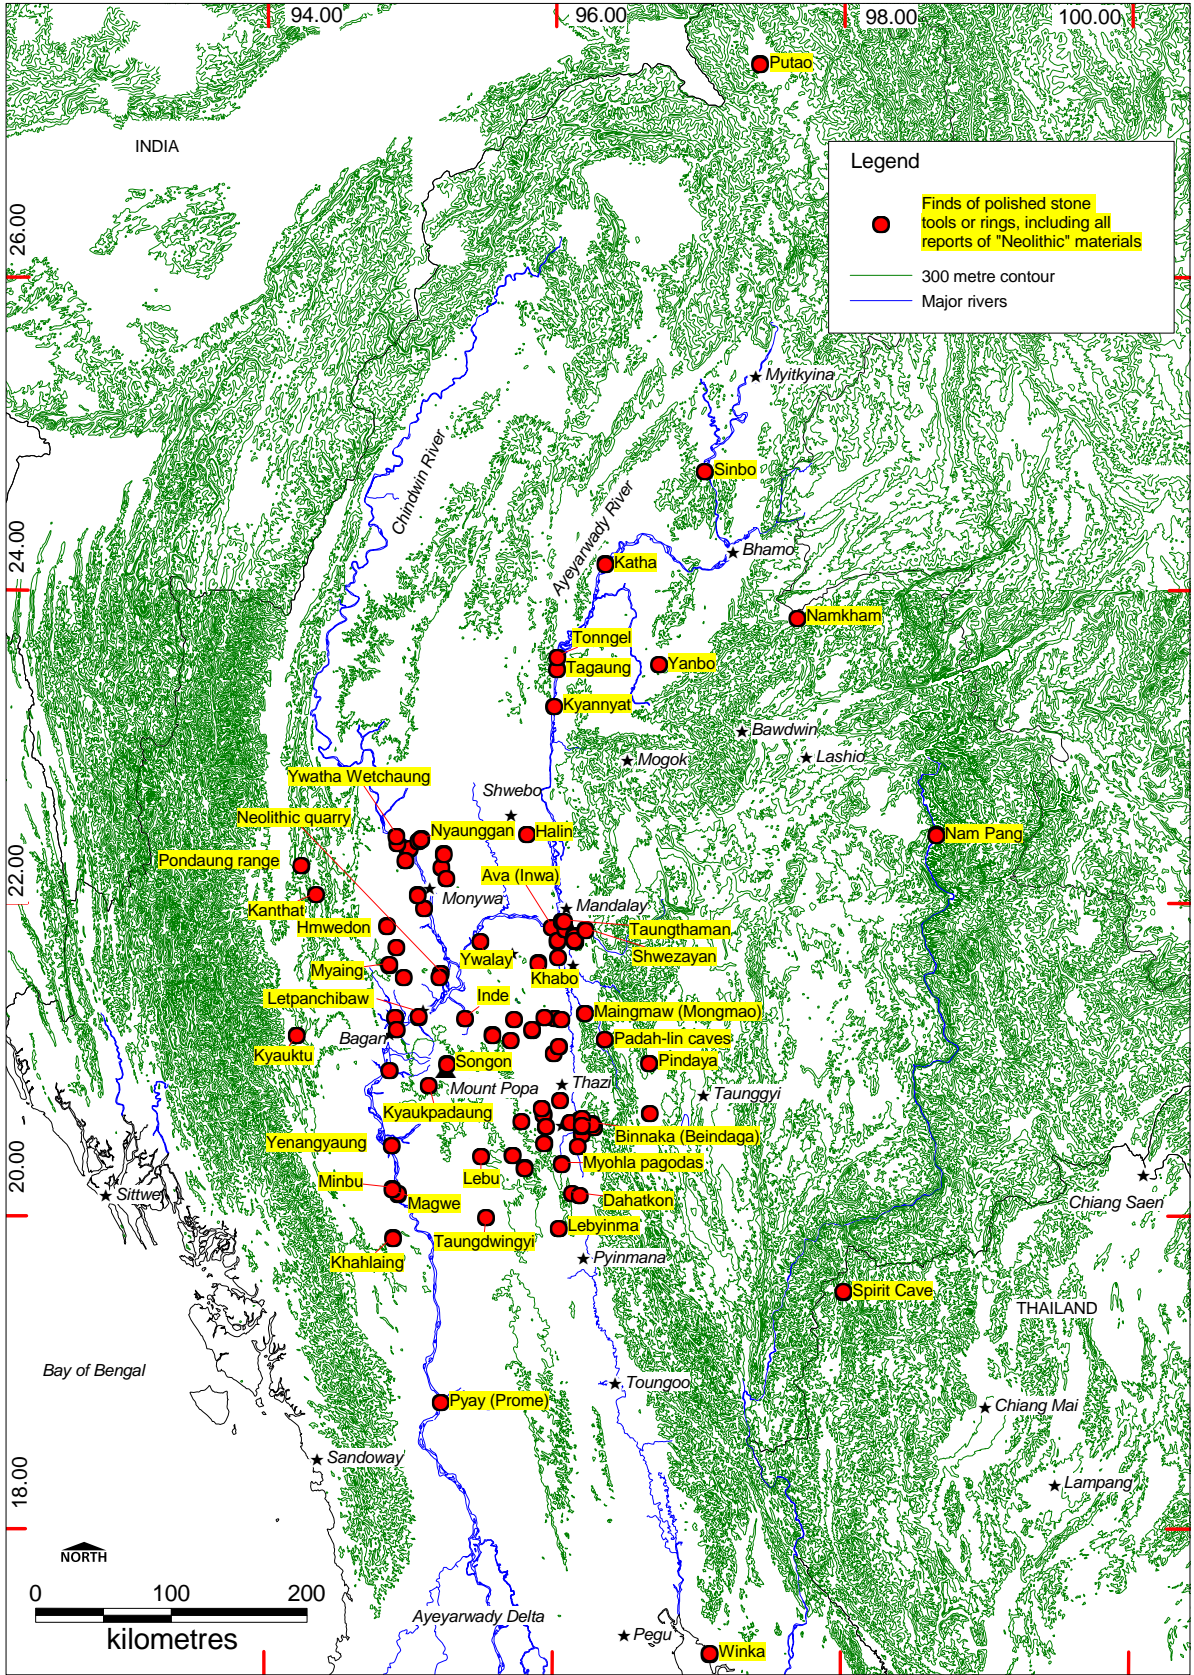 94.00
96.00
98.00
100.00
Putao
INDIA
Legend
Finds of polished stone
tools or rings, including all
reports of "Neolithic" materials
300 metre contour
Major rivers
26.00
Myitkyina
Chindwin River
Sinbo
Ayeyarwady River
24.00
Bhamo
Katha
Namkham
Tonngel
Yanbo
Tagaung
Kyannyat
Bawdwin
Mogok
Lashio
Ywatha Wetchaung
Shwebo
Neolithic quarry
Nyaunggan
Halin
Nam Pang
Pondaung range
Ava (Inwa)
22.00
Monywa
Kanthat
Mandalay
Hmwedon
Taungthaman
Ywalay
Shwezayan
Myaing
Khabo
Letpanchibaw
Inde
Maingmaw (Mongmao)
Bagan
Padah-lin caves
Kyauktu
Songon
Pindaya
Mount Popa
Thazi
Taunggyi
Kyaukpadaung
Yenangyaung
Binnaka (Beindaga)
20.00
Myohla pagodas
Lebu
Minbu
Sittwe
Magwe
Dahatkon
Chiang Saen
Taungdwingyi
Lebyinma
Khahlaing
Pyinmana
Spirit Cave
THAILAND
Bay of Bengal
Toungoo
Pyay (Prome)
Chiang Mai
Sandoway
18.00
Lampang
NORTH
0 100 200
kilometres
Ayeyarwady Delta
Pegu
Winka